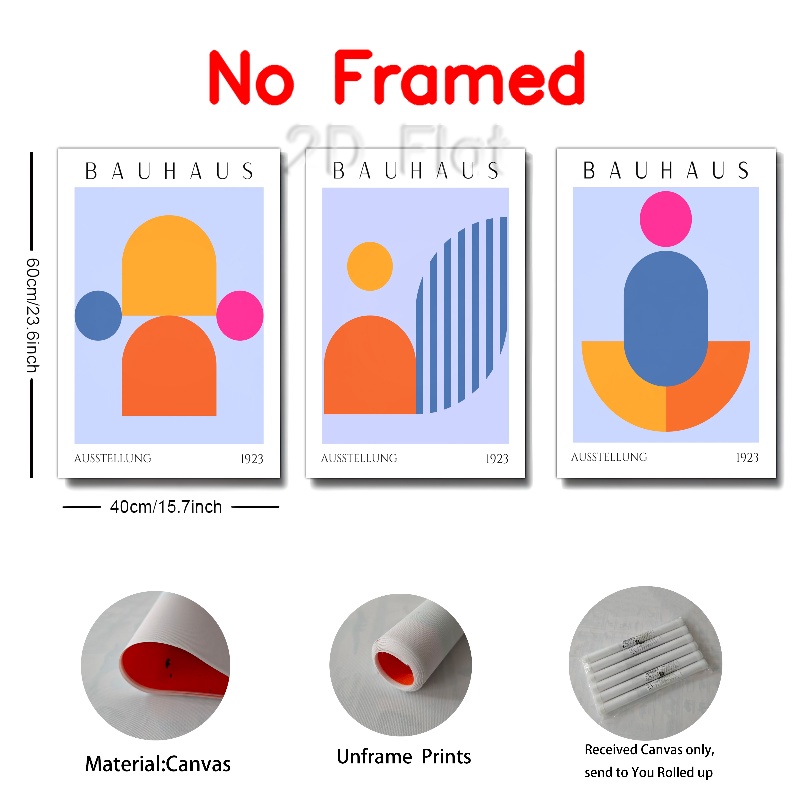 No Framed
2D Flat
BAUHAUS
BAUHAUS
BAUHAUS
60cm/23.6inch
AUSSTELLUNG 1923
AUSSTELLUNG 1923
AUSSTELLUNG 1923
40cm/15.7inch
Material:Canvas
Unframe Prints
Received Canvas only,
send to You Rolled up